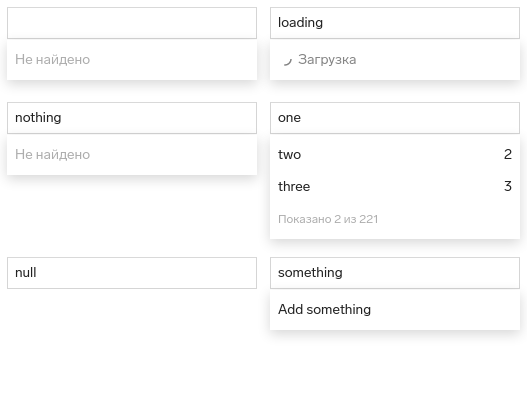 loading
Не найдено
Загрузка
nothing
one
Не найдено
two 2
three 3
Показано 2 из 221
null
something
Add something